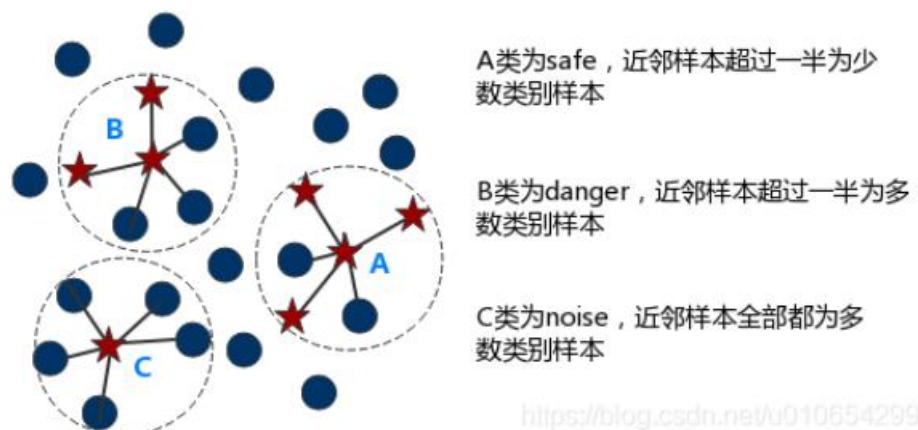 B
A
C
A类为safe，近邻样本超过一半为少
数类别样本
B类为danger，近邻样本超过一半为多
数类别样本
C类为noise，近邻样本全部都为多
数类别样本
https://blog.csdn.net/u010654299